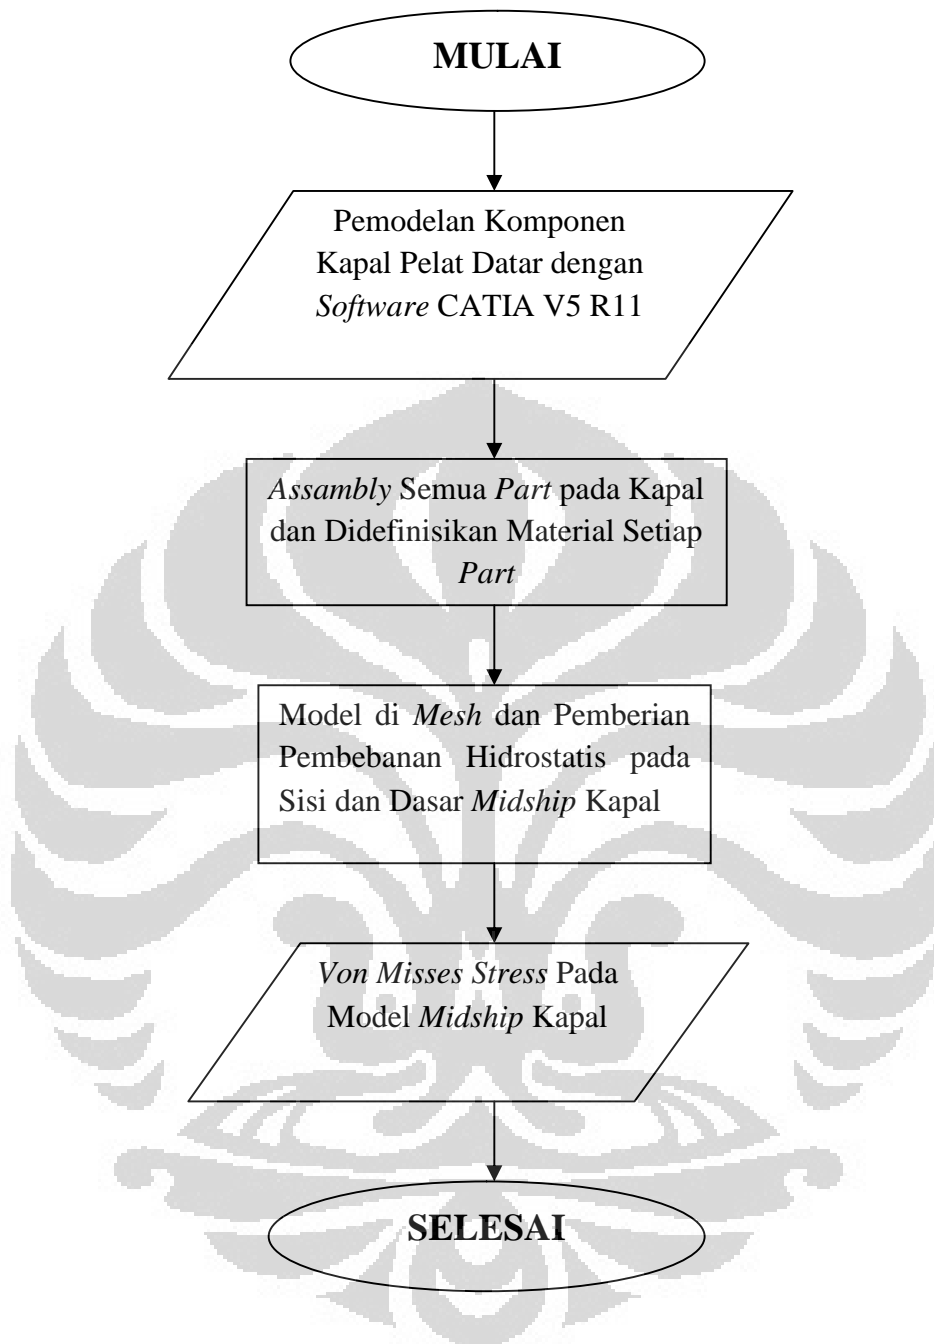 MULAI
Pemodelan Komponen
Kapal Pelat Datar dengan
Software CATIA V5 R11
Assambly Semua Part pada Kapal
dan Didefinisikan Material Setiap
Part
Model di Mesh dan Pemberian
Pembebanan Hidrostatis pada
Sisi dan Dasar Midship Kapal
Von Misses Stress Pada
Model Midship Kapal
SELESAI